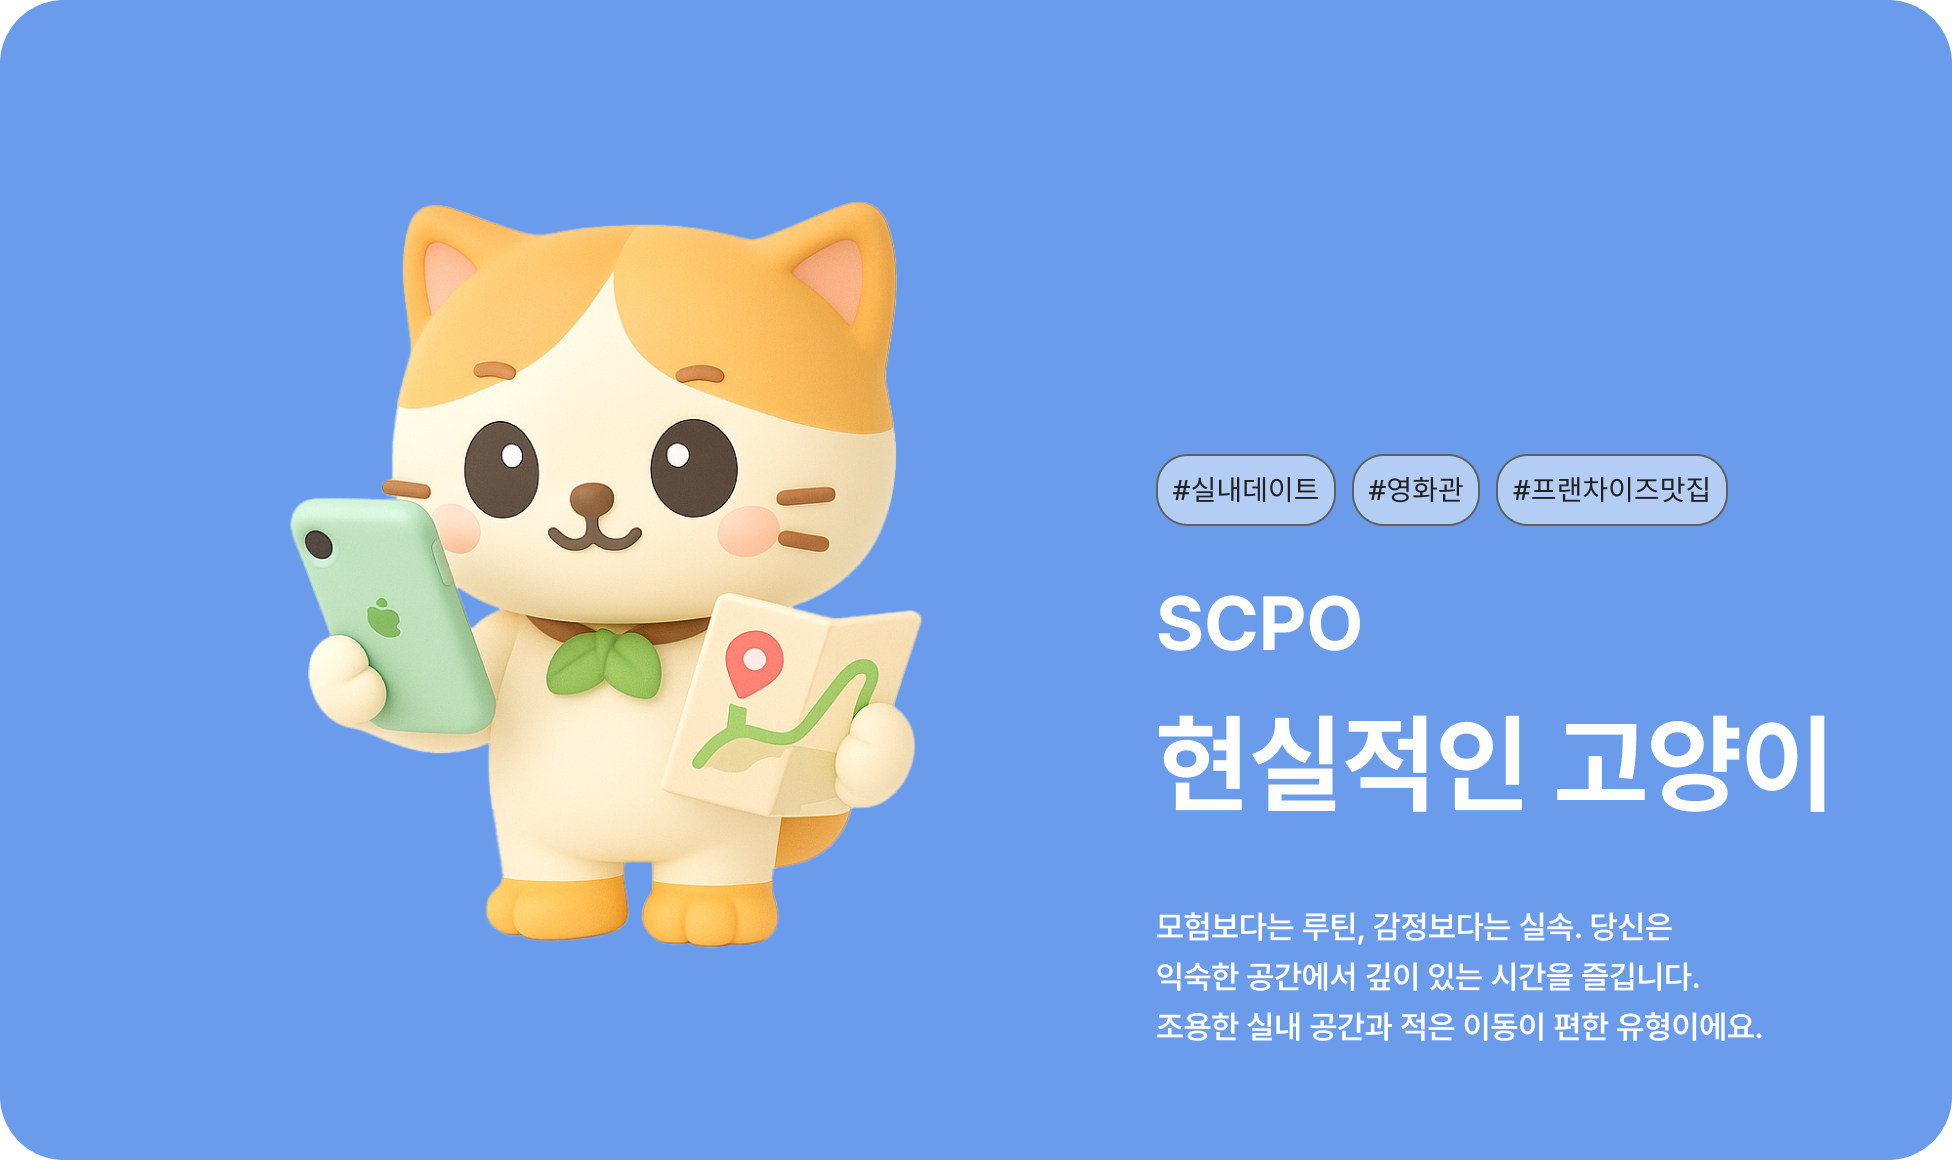 #실내데이트 #영화관 #프랜차이즈맛집
SCPO
현실적인 고양이
모험보다는 루틴, 감정보다는 실속. 당신은
익숙한 공간에서 깊이 있는 시간을 즐깁니다.
조용한 실내 공간과 적은 이동이 편한 유형이에요.